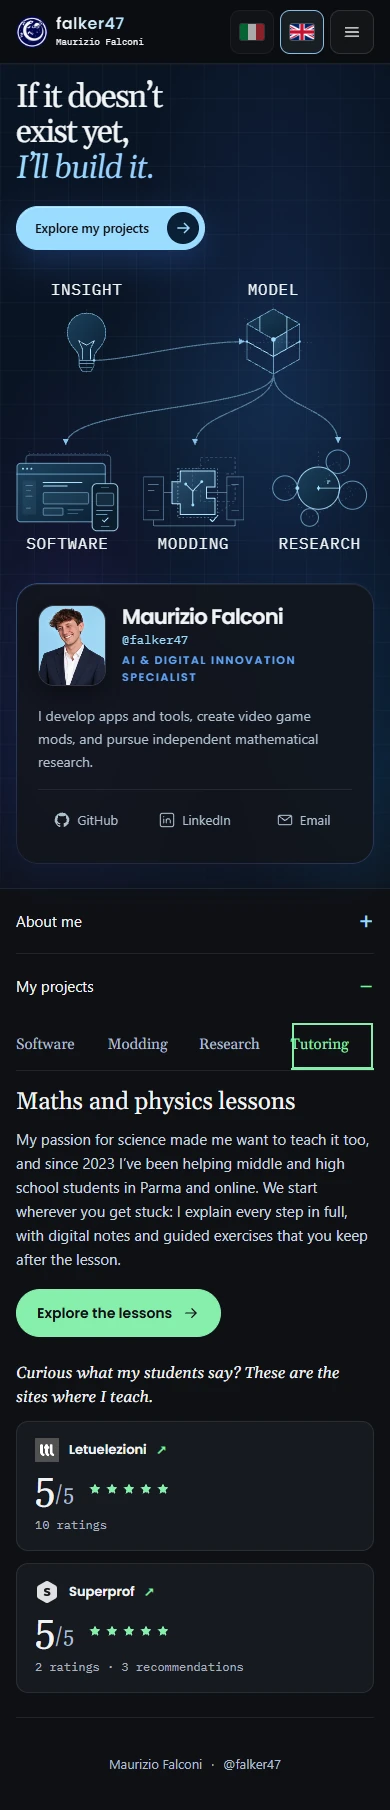 falker47
Maurizio Falconi
If it doesn’t
exist yet,
I’ll build it.
Explore my projects
INSIGHT
MODEL
SOFTWARE
MODDING
RESEARCH
Maurizio Falconi
@falker47
AI & DIGITAL INNOVATION
SPECIALIST
I develop apps and tools, create video game
mods, and pursue independent mathematical
research.
GitHub
LinkedIn
Email
About me
My projects
Software
Modding
Research
Tutoring
Maths and physics lessons
My passion for science made me want to teach it too,
and since 2023 I’ve been helping middle and high
school students in Parma and online. We start
wherever you get stuck: I explain every step in full,
with digital notes and guided exercises that you keep
after the lesson.
Explore the lessons →
Curious what my students say? These are the
sites where I teach.
Letuelezioni ↗
5/5 ★★★★★
10 ratings
S Superprof ↗
5/5 ★★★★★
2 ratings · 3 recommendations
Maurizio Falconi · @falker47